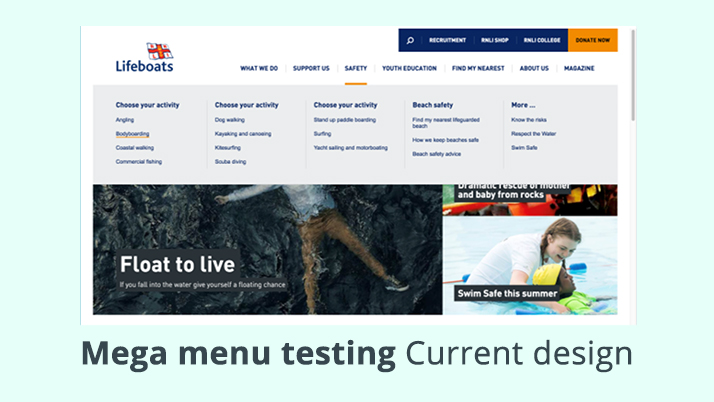 RECRUITMENT
RNLI SHOP
RNLI COLLEGE
DONATE NOW
Lifeboats
WHAT WE DO
SUPPORT US
SAFETY
YOUTH EDUCATION
FIND MY NEAREST
ABOUT US
MAGAZINE
Choose your activity
Angling
Bodyboarding
Coastal walking
Commercial fishing
Choose your activity
Dog walking
Kayaking and canoeing
Kitesurfing
Scuba diving
Choose your activity
Stand up paddle boarding
Surfing
Yacht sailing and motorboating
Beach safety
Find my nearest lifeguarded
beach
How we keep beaches safe
Beach safety advice
More ...
Know the risks
Respect the Water
Swim Safe
Float to live
If you fall into the water give yourself a floating chance
Dramatic rescue of mother
and baby from rocks
Swim Safe this summer
Mega menu testing Current design